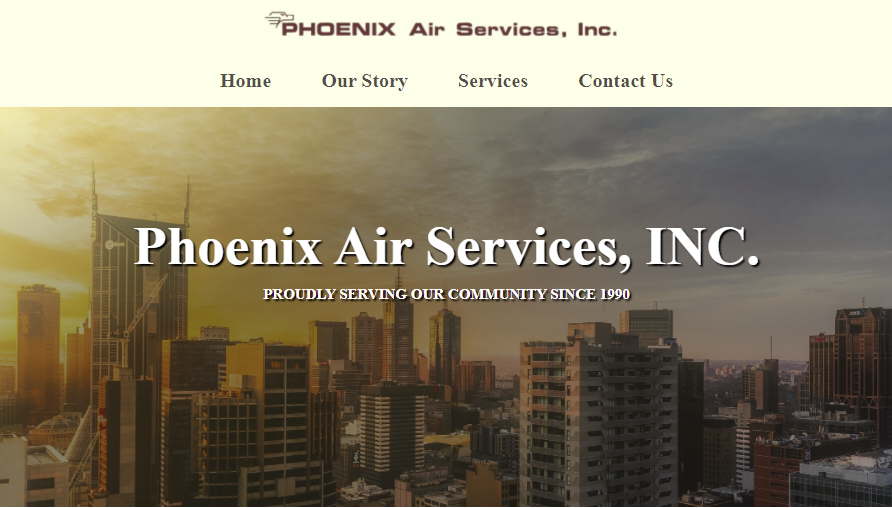 PHOENIX Air Services, Inc.
Home Our Story Services Contact Us
Phoenix Air Services, INC.
PROUDLY SERVING OUR COMMUNITY SINCE 1990